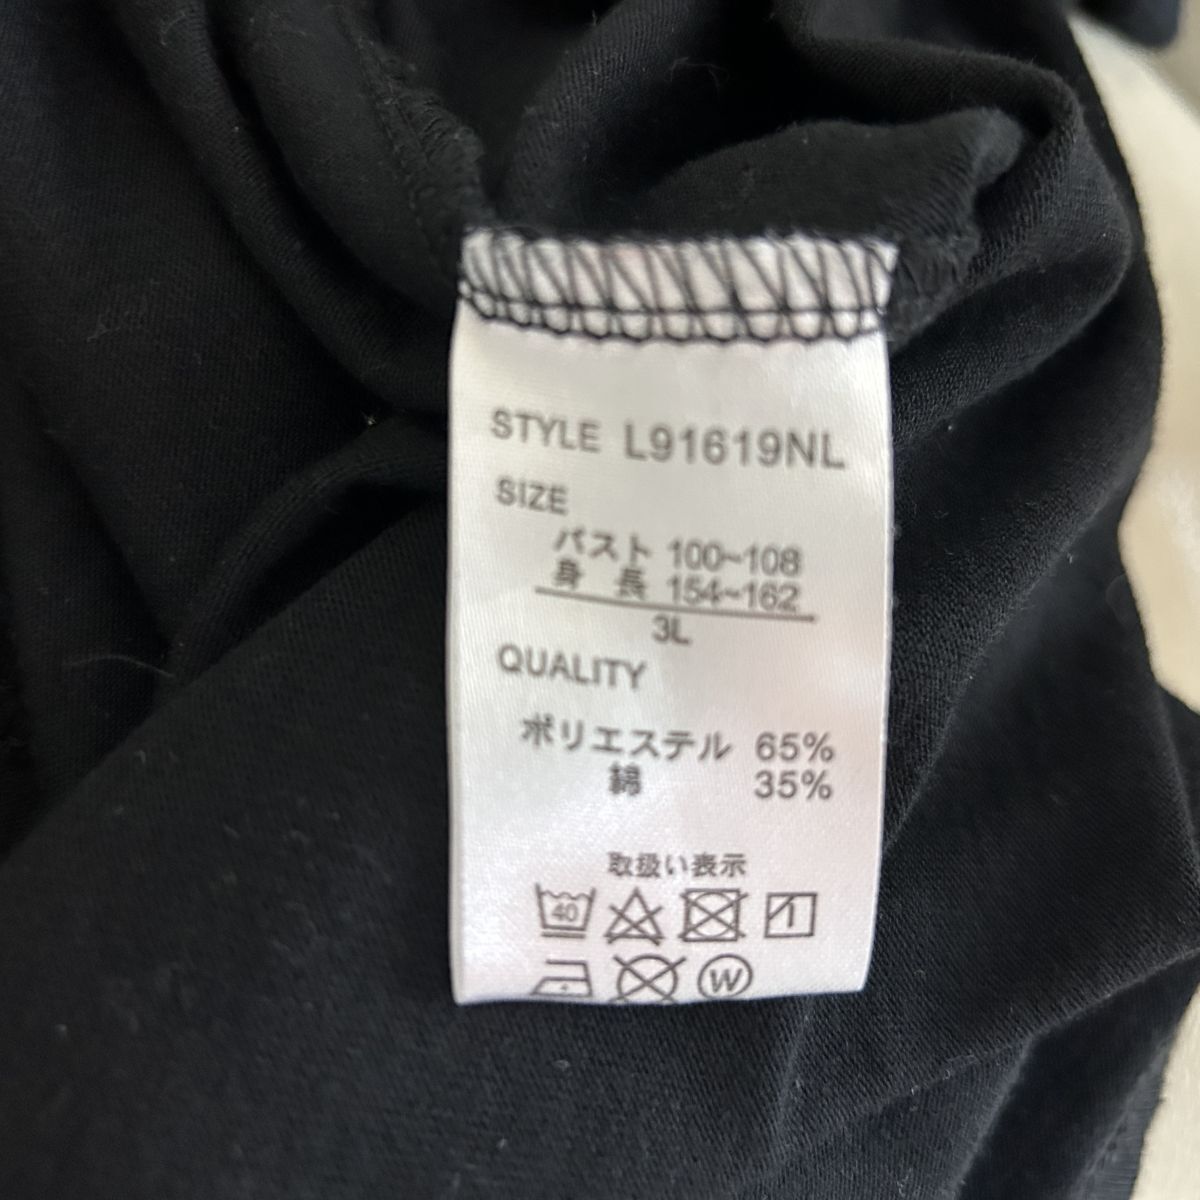 STYLE L91619NL
SIZE
バスト 100~108
身 長 154~162
3L
QUALITY
ポリエステル 65%
綿 35%
取扱い表示
40
W